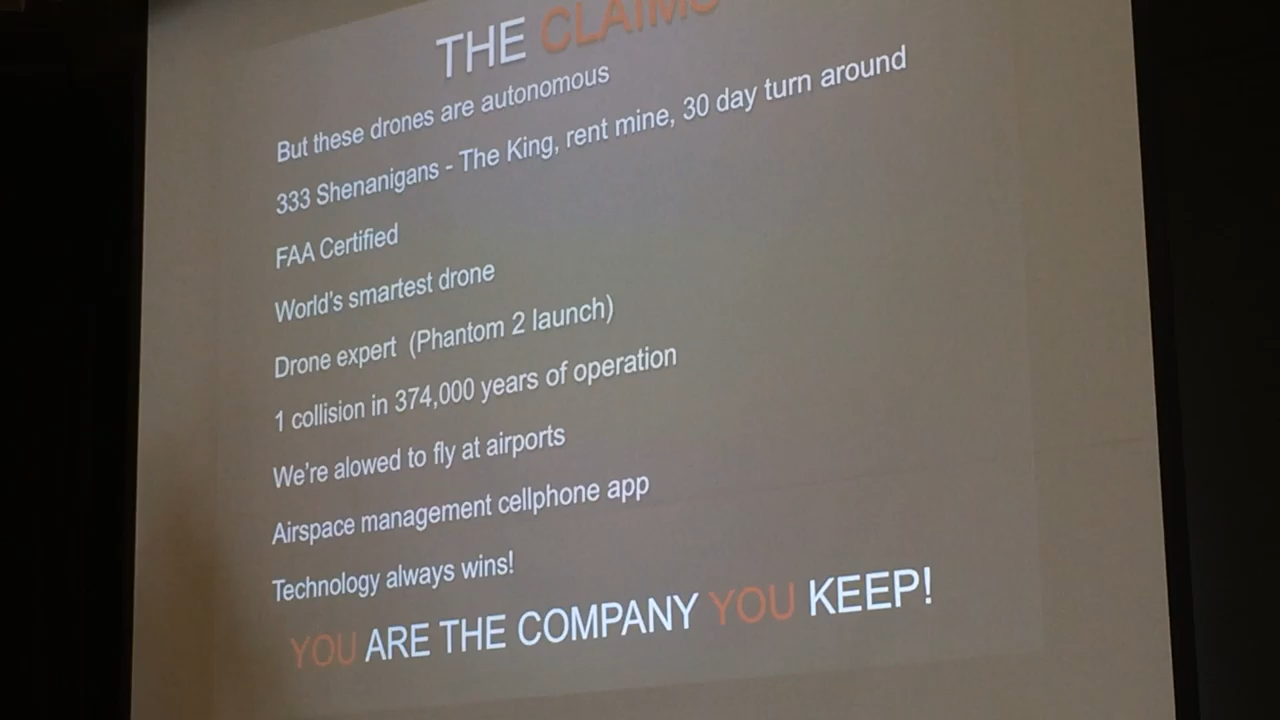 THE CLAIMS
But these drones are autonomous
333 Shenanigans - The King, rent mine, 30 day turn around
FAA Certified
World's smartest drone
Drone expert (Phantom 2 launch)
1 collision in 374,000 years of operation
We're alowed to fly at airports
Airspace management cellphone app
Technology always wins!
YOU ARE THE COMPANY YOU KEEP!